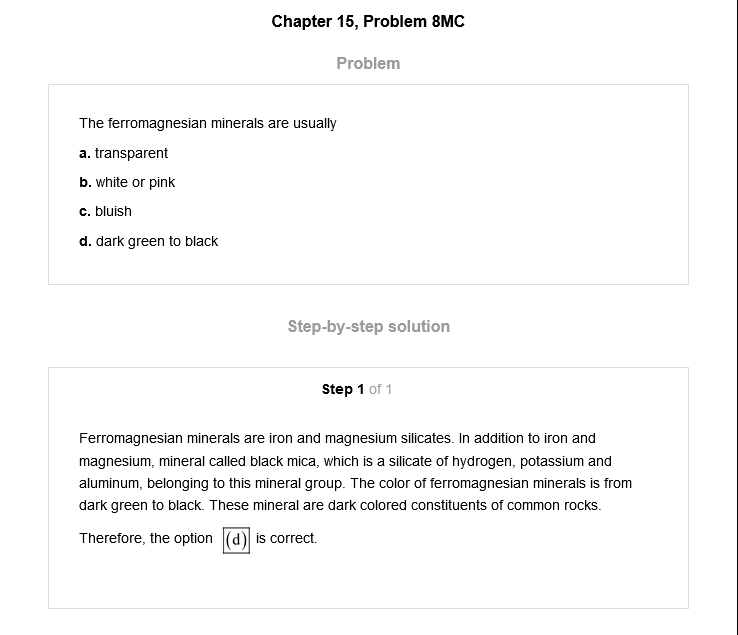 Chapter 15, Problem 8MC
Problem
The ferromagnesian minerals are usually
a. transparent
b. white or pink
c. bluish
d. dark green to black
Step-by-step solution
Step 1 of 1
Ferromagnesian minerals are iron and magnesium silicates. In addition to iron and
magnesium, mineral called black mica, which is a silicate of hydrogen, potassium and
aluminum, belonging to this mineral group. The color of ferromagnesian minerals is from
dark green to black. These mineral are dark colored constituents of common rocks.
Therefore, the option (d) is correct.